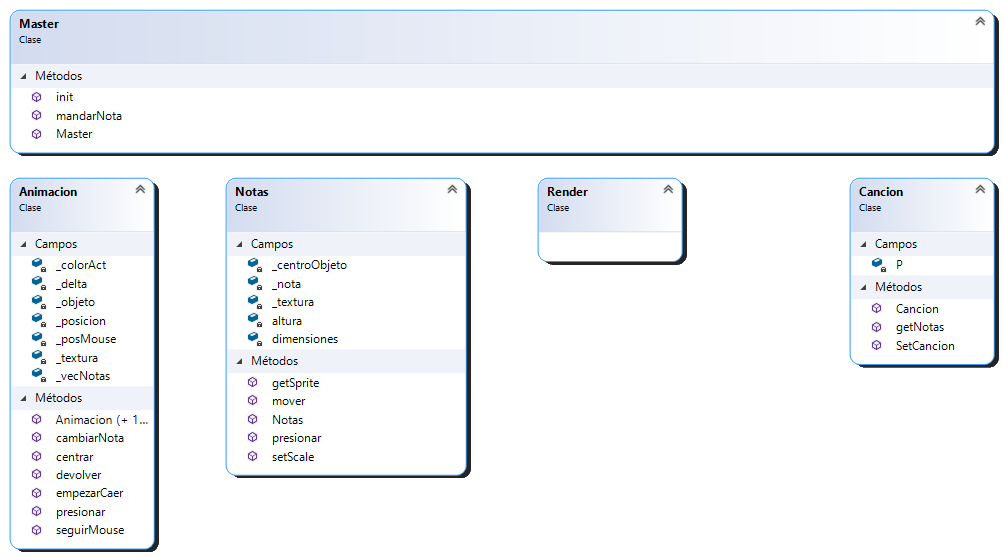 Master
Clase
Métodos
init
mandarNota
Master
Animacion
Clase
Campos
_colorAct
_delta
_objeto
_posicion
_posMouse
_textura
_vecNotas
Métodos
Animacion (+ 1...
cambiarNota
centrar
devolver
empezarCaer
presionar
seguirMouse
Notas
Clase
Campos
_centroObjeto
_nota
_textura
altura
dimensiones
Métodos
getSprite
mover
Notas
presionar
setScale
Render
Clase
Cancion
Clase
Campos
P
Métodos
Cancion
getNotas
SetCancion